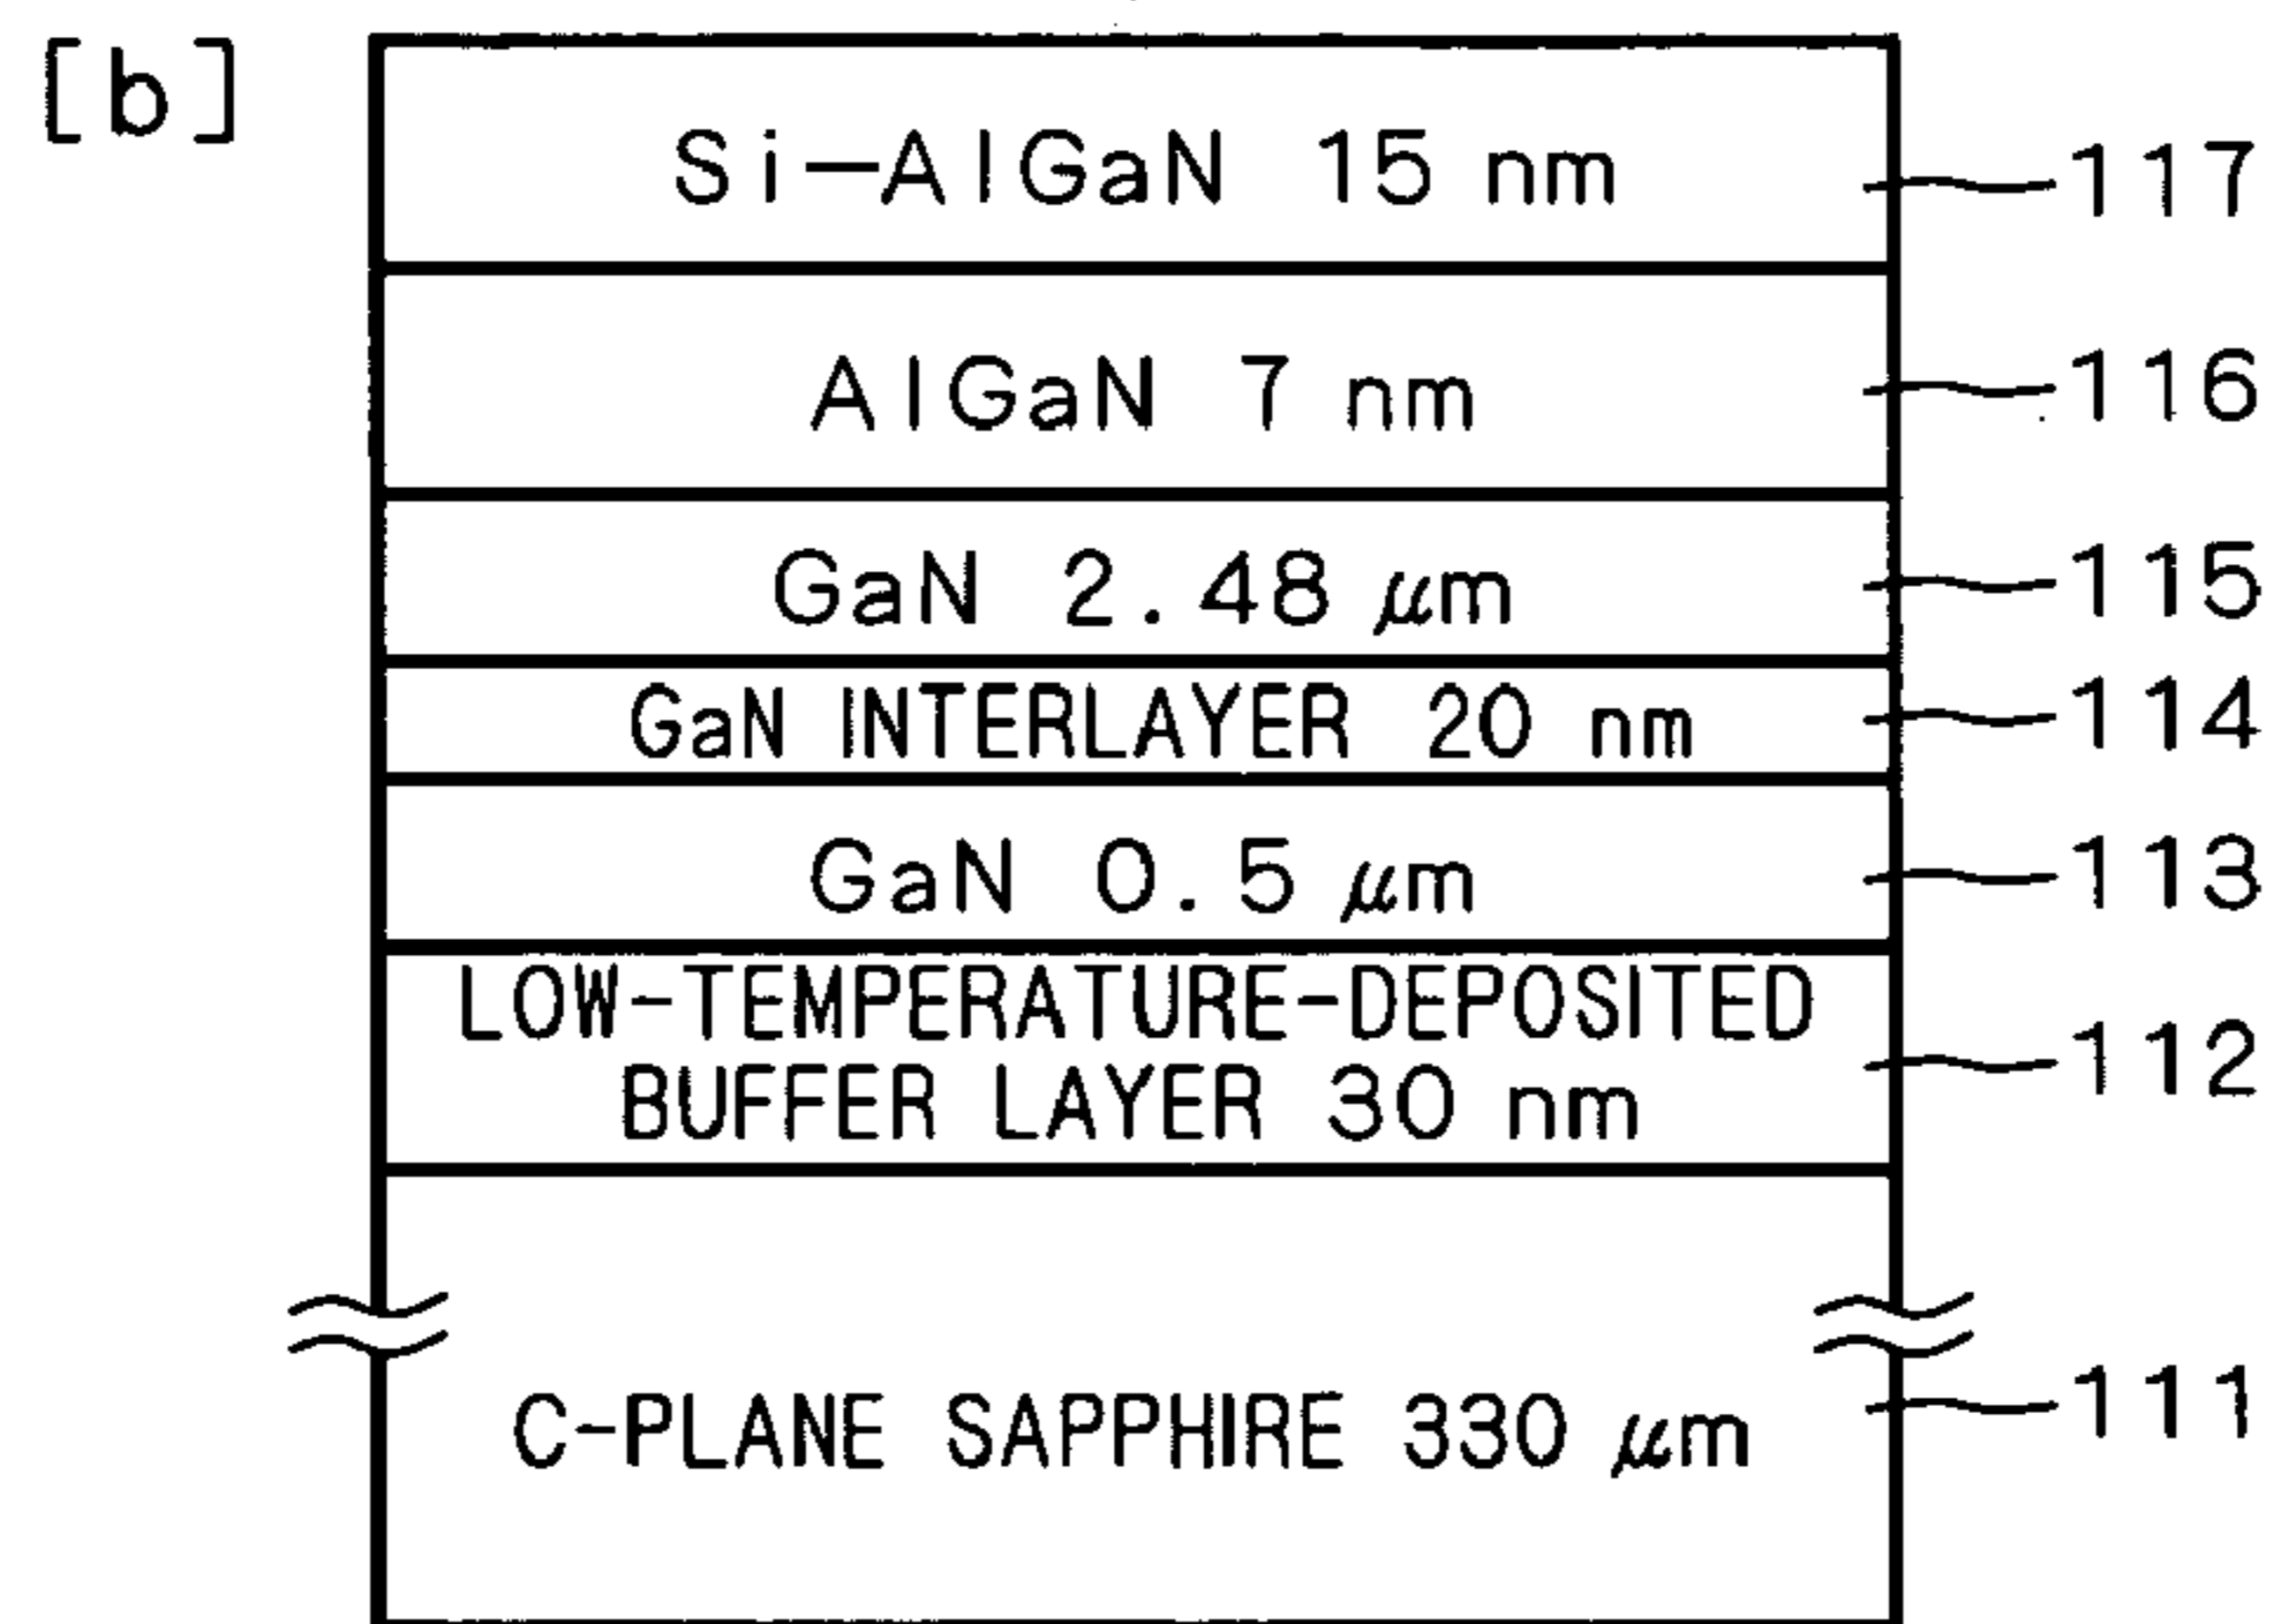 [b]
Si-AlGaN 15 nm 117
AlGaN 7 nm 116
GaN 2.48 μm 115
GaN INTERLAYER 20 nm 114
GaN 0.5 μm 113
LOW-TEMPERATURE-DEPOSITED
BUFFER LAYER 30 nm 112
C-PLANE SAPPHIRE 330 μm 111